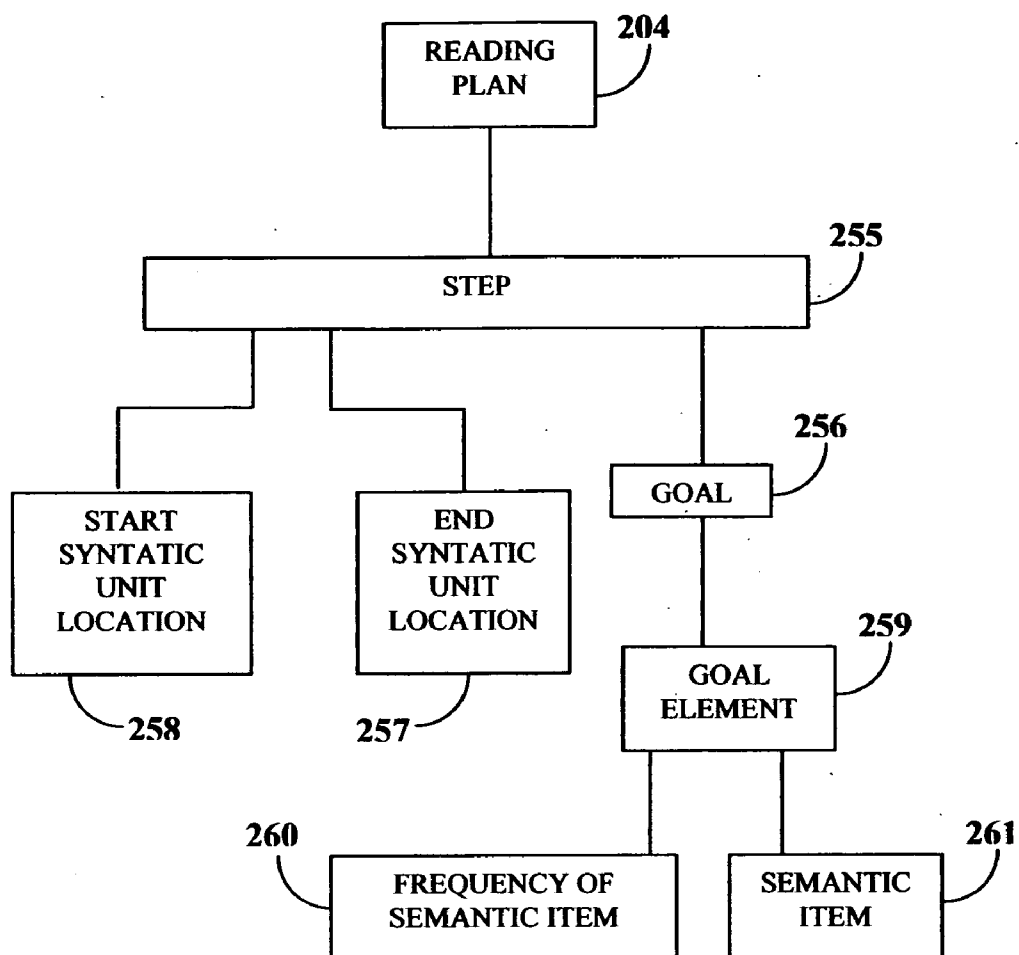 204
READING
PLAN
255
STEP
256
GOAL
START
SYNTATIC
UNIT
LOCATION
END
SYNTATIC
UNIT
LOCATION
259
GOAL
ELEMENT
258
257
260
261
FREQUENCY OF
SEMANTIC ITEM
SEMANTIC
ITEM